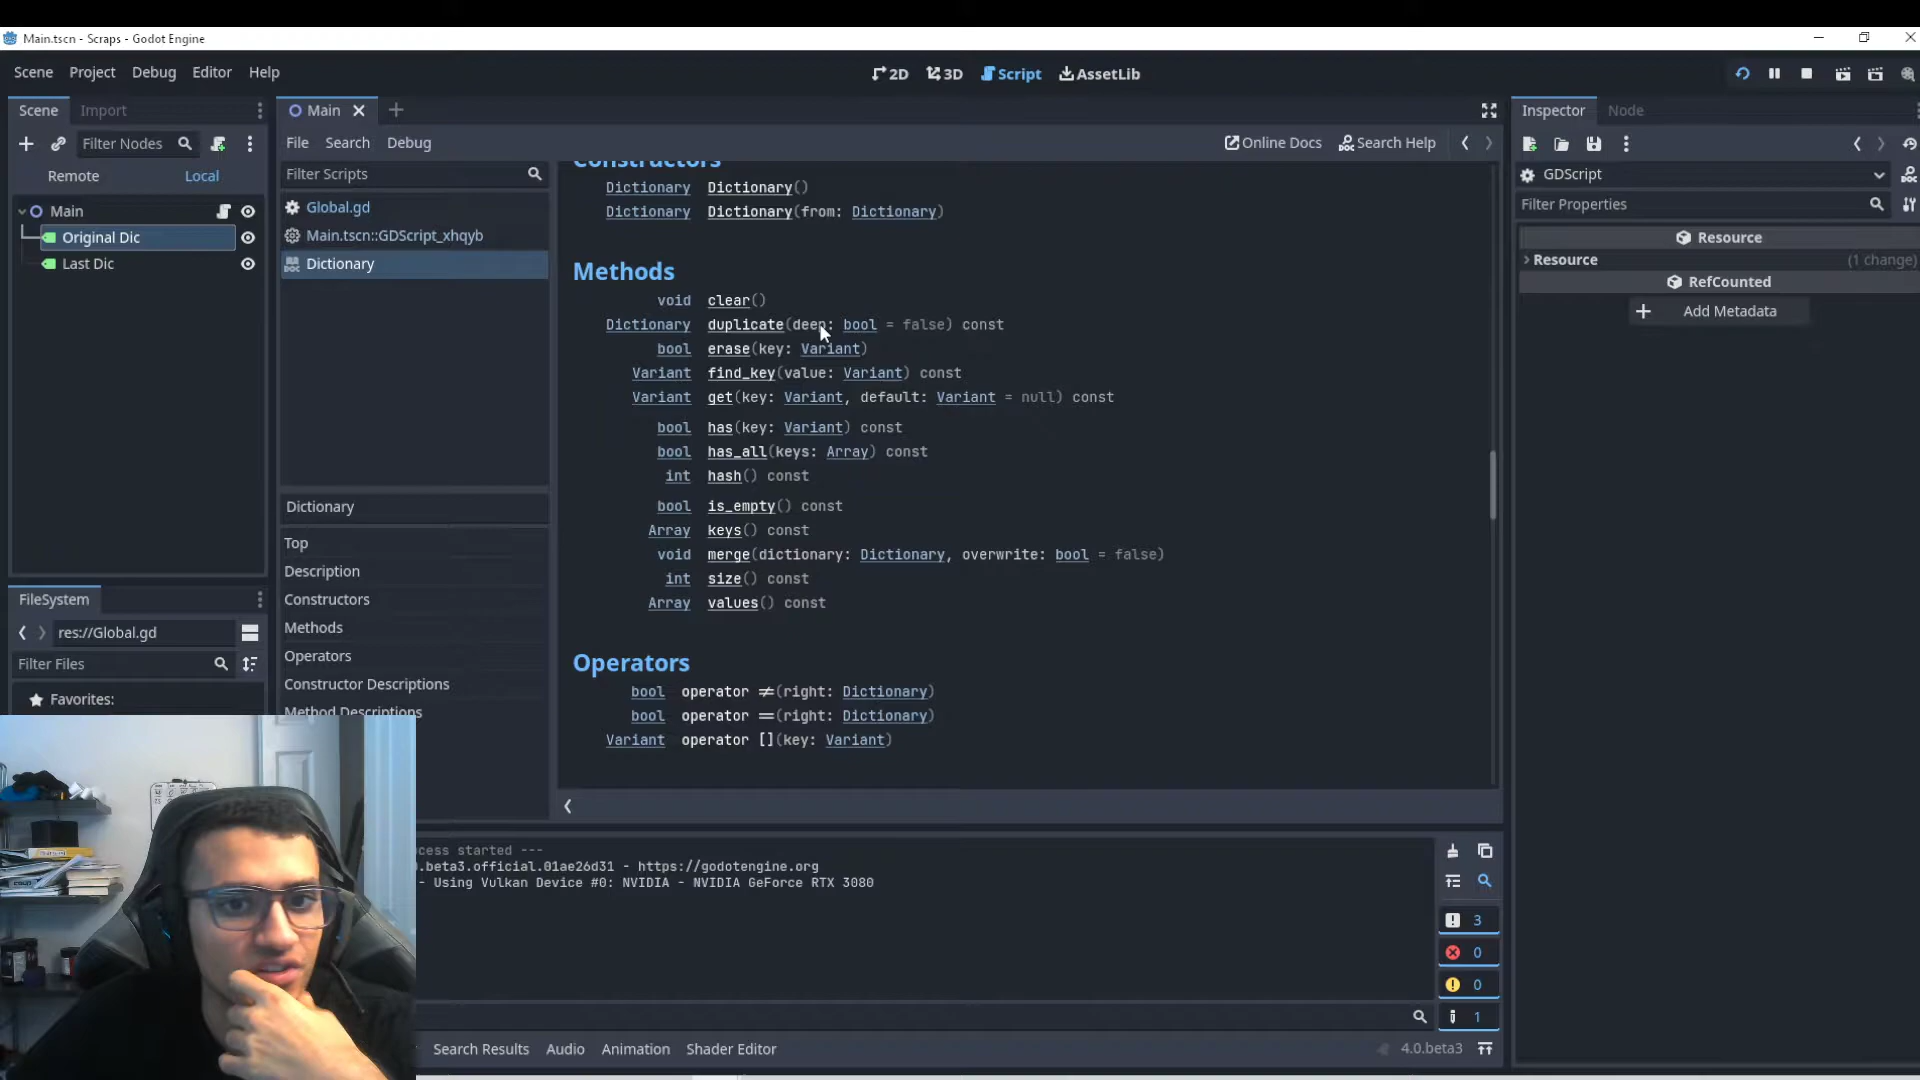 Main.tscn - Scraps - Godot Engine
Scene Project Debug Editor Help
2D 3D Script AssetLib
Scene Import
Filter Nodes
Remote Local
Main
Original Dic
Last Dic
FileSystem
res://Global.gd
Filter Files
Favorites:
Main
File Search Debug
Online Docs Search Help
Filter Scripts
Global.gd
Main.tscn::GDScript_xhqyb
Dictionary
Dictionary
Top
Description
Constructors
Methods
Operators
Constructor Descriptions
Method Descriptions
Constructors
Dictionary Dictionary()
Dictionary Dictionary(from: Dictionary)
Methods
void clear()
Dictionary duplicate(deep: bool = false) const
bool erase(key: Variant)
Variant find_key(value: Variant) const
Variant get(key: Variant, default: Variant = null) const
bool has(key: Variant) const
bool has_all(keys: Array) const
int hash() const
bool is_empty() const
Array keys() const
void merge(dictionary: Dictionary, overwrite: bool = false)
int size() const
Array values() const
Operators
bool operator ≠(right: Dictionary)
bool operator ==(right: Dictionary)
Variant operator [](key: Variant)
cess started ---
.beta3.official.01ae26d31 - https://godotengine.org
- Using Vulkan Device #0: NVIDIA - NVIDIA GeForce RTX 3080
3
0
0
1
Search Results Audio Animation Shader Editor
4.0.beta3
Inspector Node
GDScript
Filter Properties
Resource
Resource (1 change)
RefCounted
Add Metadata